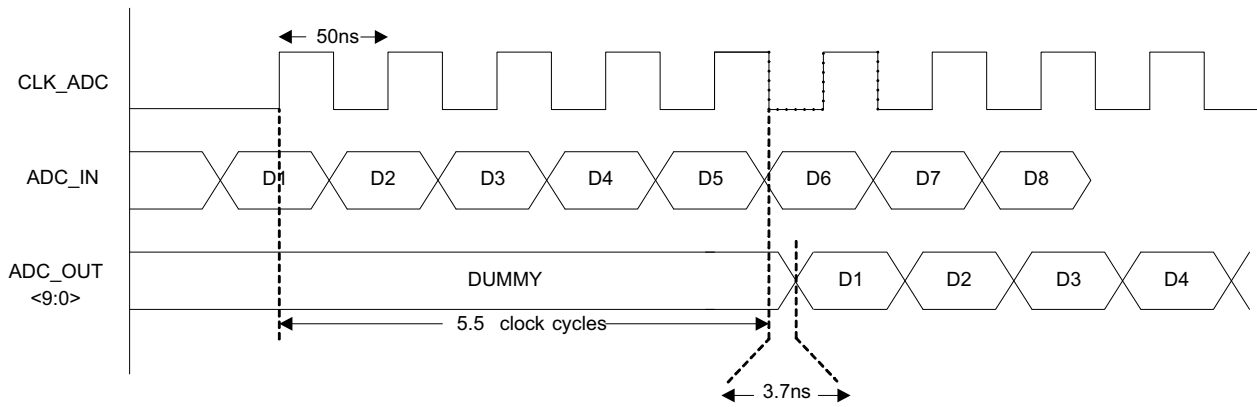 50ns
CLK_ADC
ADC_IN
D1 D2 D3 D4 D5 D6 D7 D8
ADC_OUT
<9:0>
DUMMY
D1 D2 D3 D4
5.5 clock cycles
3.7ns